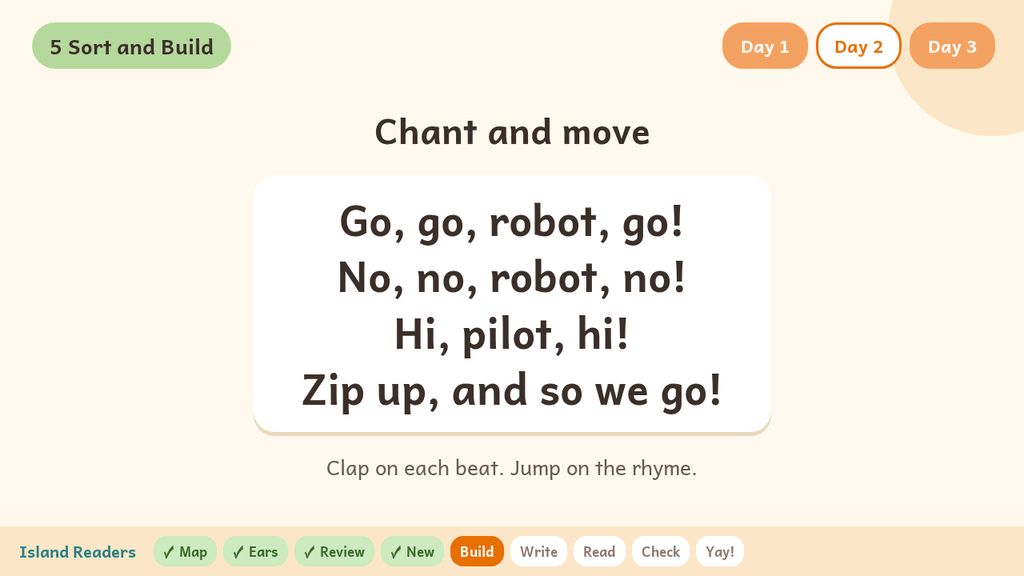 5 Sort and Build
Day 1
Day 2
Day 3
Chant and move
Go, go, robot, go!
No, no, robot, no!
Hi, pilot, hi!
Zip up, and so we go!
Clap on each beat. Jump on the rhyme.
Island Readers
✓ Map
✓ Ears
✓ Review
✓ New
Build
Write
Read
Check
Yay!